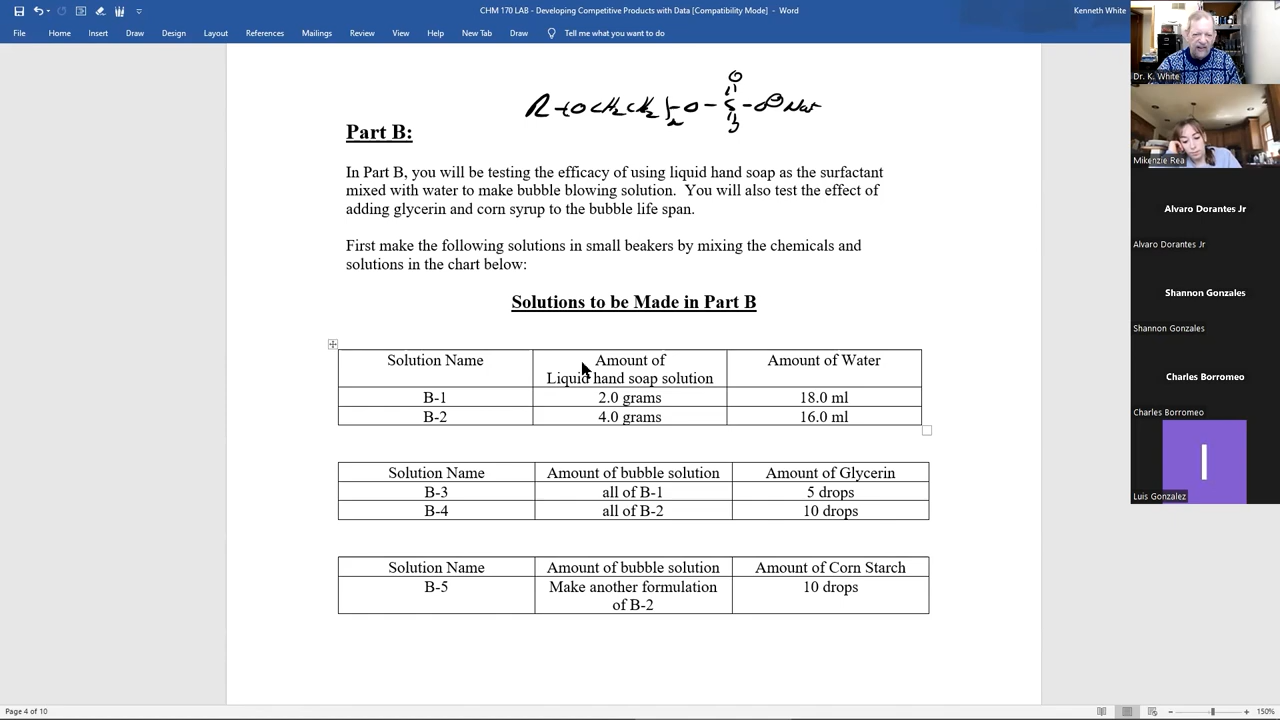 CHM 170 LAB - Developing Competitive Products with Data [Compatibility Mode] - Word
Kenneth White
File Home Insert Draw Design Layout References Mailings Review View Help New Tab Draw Tell me what you want to do
Part B:
In Part B, you will be testing the efficacy of using liquid hand soap as the surfactant
mixed with water to make bubble blowing solution. You will also test the effect of
adding glycerin and corn syrup to the bubble life span.
First make the following solutions in small beakers by mixing the chemicals and
solutions in the chart below:
Solutions to be Made in Part B
Solution Name Amount of Liquid hand soap solution Amount of Water
B-1 2.0 grams 18.0 ml
B-2 4.0 grams 16.0 ml
Solution Name Amount of bubble solution Amount of Glycerin
B-3 all of B-1 5 drops
B-4 all of B-2 10 drops
Solution Name Amount of bubble solution Amount of Corn Starch
B-5 Make another formulation of B-2 10 drops
Page 4 of 10
150%
Dr. K. White
Mikenzie Rea
Alvaro Dorantes Jr
Alvaro Dorantes Jr
Shannon Gonzales
Shannon Gonzales
Charles Borromeo
Charles Borromeo
I
Luis Gonzalez